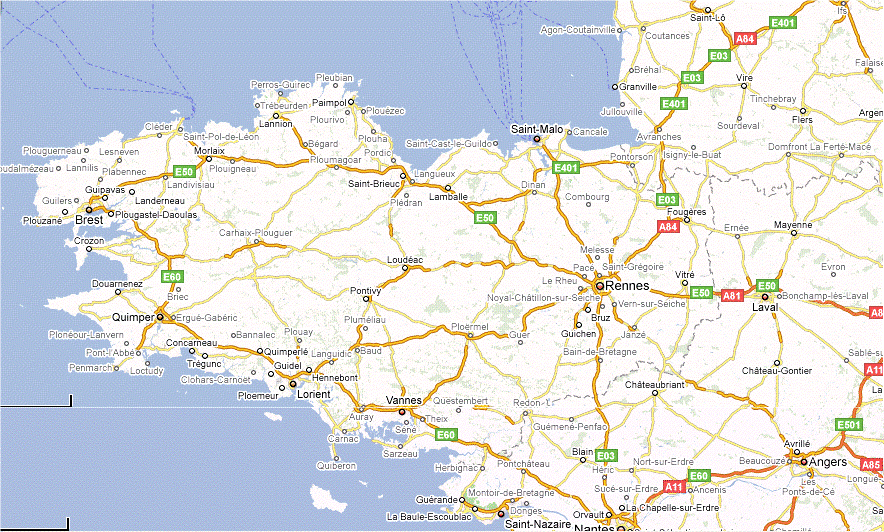 Saint-Lô
E401
Ifs
Agon-Coutainville
Coutances
A84
E03
Falaise
Bréhal
E03
Vire
Pleubian
Perros-Guirec
Granville
Trébeurden
Paimpol
E401
Tinchebray
Plouézec
Jullouville
Flers
Argen
Lannion
Plourivo
Sourdeval
Cléder
Saint-Pol-de-Léon
Plouha
Saint-Malo
Cancale
Avranches
Bégard
Saint-Cast-le-Guildo
Plouguerneau
Lesneven
Morlaix
Pordic
Pontorson
Isigny-le-Buat
Domfront
La Ferté-Macé
oudalmézeau
Lannilis
Plouigneau
Ploumagoar
E401
Plabennec
E50
Langueux
Landivisiau
Saint-Brieuc
Dinan
Guipavas
Lamballe
Combourg
E03
Guilers
Landerneau
Plédran
Fougères
Plouzané
Brest
Plougastel-Daoulas
E50
A84
Mayenne
Carhaix-Plouguer
Ernée
Crozon
Melesse
Loudéac
Pacé
Saint-Grégoire
Evron
E60
Le Rheu
Rennes
Vitré
E50
Douarnenez
Briec
Pontivy
Noyal-Châtillon-sur-Seiche
E50
A81
Bonchamp-lès-Laval
Vern-sur-Seiche
Laval
A8
Quimper
Ergué-Gabéric
Pluméliau
Bruz
Plonéour-Lanvern
Bannalec
Plouay
Ploërmel
Guer
Guichen
Janzé
Concarneau
Pont-l'Abbé
Quimperlé
Languidic
Baud
Bain-de-Bretagne
Sablé-su
Penmarch
Loctudy
Trégunc
Guidel
Château-Gontier
A11
Clohars-Carnoet
Hennebont
Châteaubriant
Ploemeur
Lorient
Vannes
Questembert
Redon
Auray
Theix
Guémené-Penfao
E501
Carnac
Séné
E60
Avrillé
Sarzeau
Blain
E03
Nort-sur-Erdre
Beaucouzé
Angers
A85
Quiberon
Herbignac
Pontchâteau
Héric
E60
Les
Longue-
Sucé-sur-Erdre
A11
Ancenis
Ponts-de-Cé
Guérande
Montoir-de-Bretagne
La Chapelle-sur-Erdre
La Baule-Escoublac
Donges
Orvault
Saint-Nazaire
Nantes